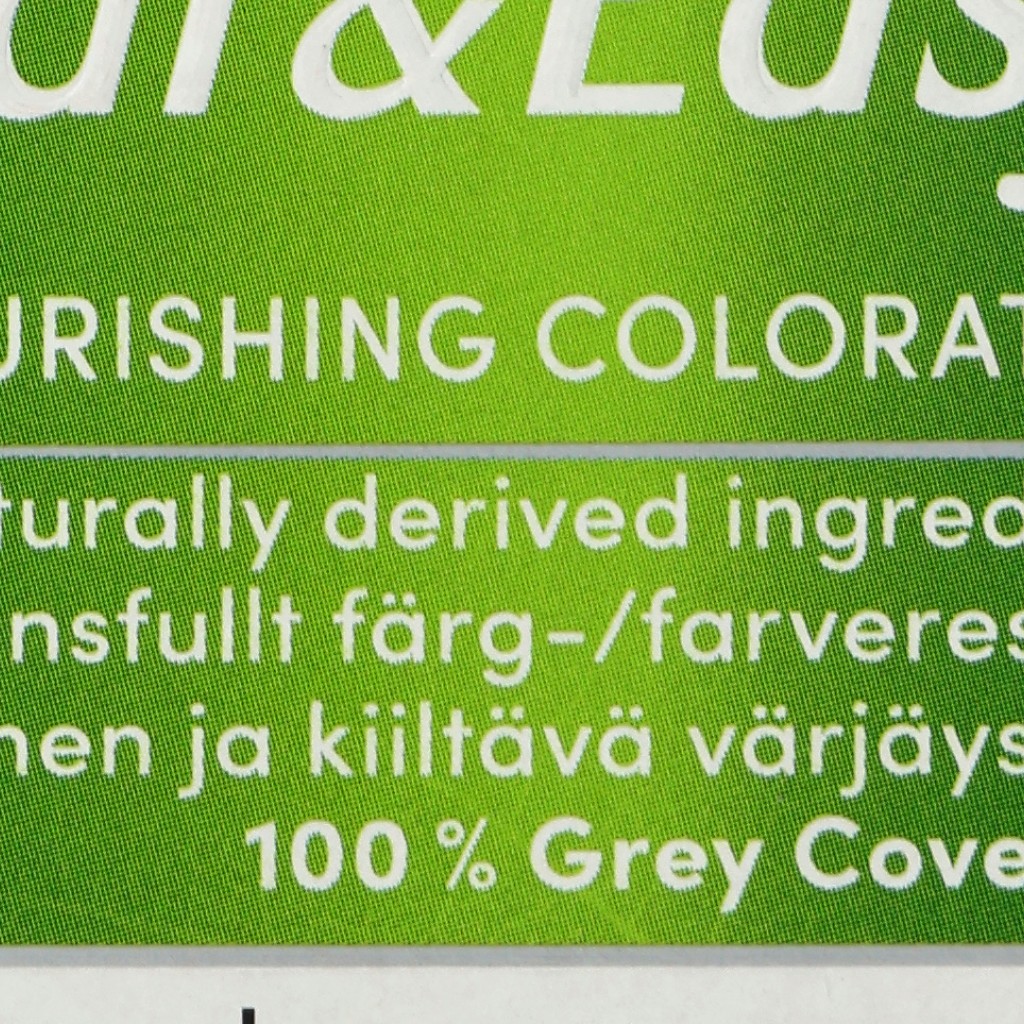 URISHING COLORAT
turally derived ingred
nsfullt färg-/farveres
nen ja kiiltävä värjäys
100 % Grey Cove